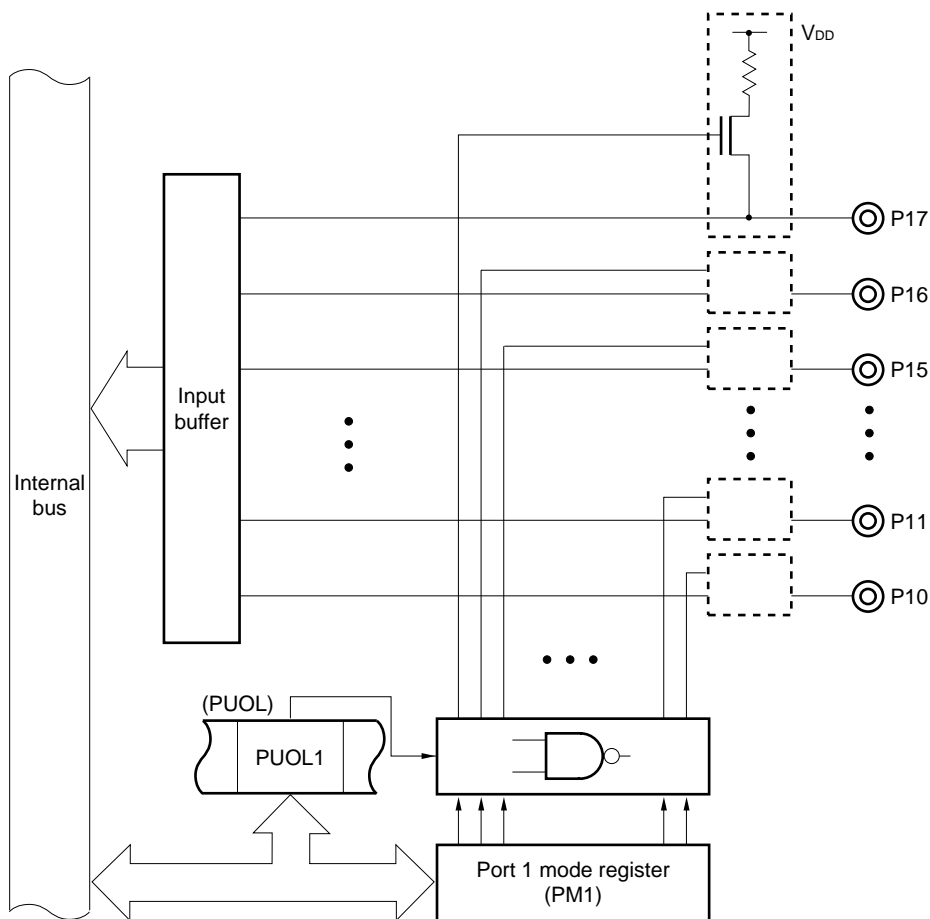 VDD
P17
P16
P15
Input
buffer
Internal
bus
P11
P10
(PUOL)
PUOL1
Port 1 mode register
(PM1)